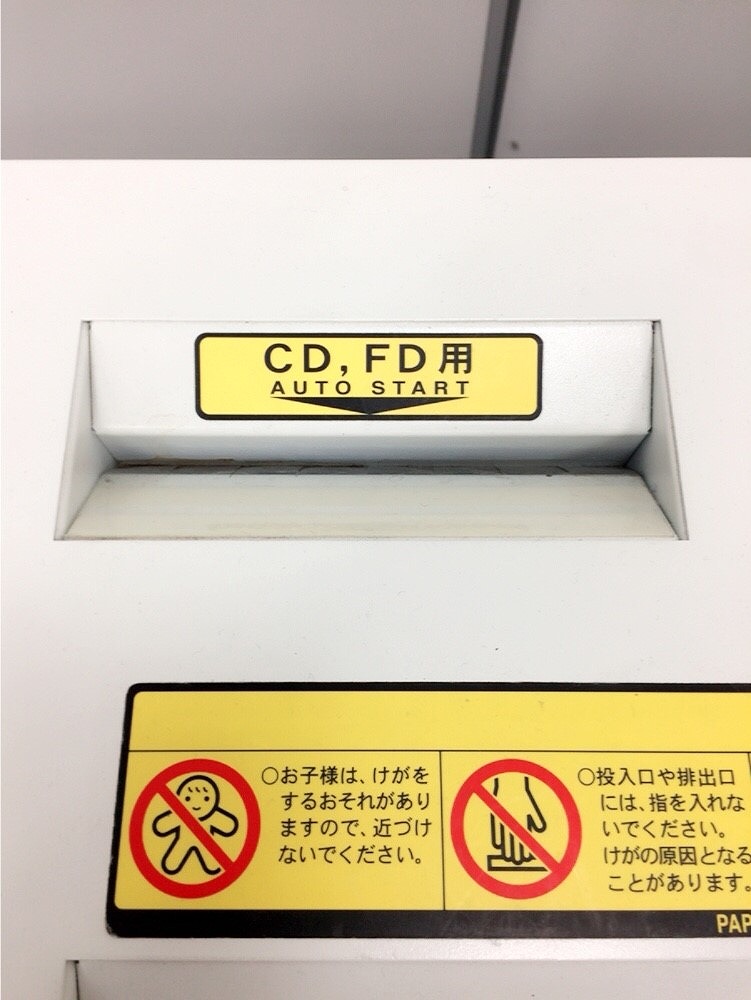 CD, FD用
AUTO START
○お子様は、けがを
するおそれがあり
ますので、近づけ
ないでください。
○投入口や排出口
には、指を入れな
いでください。
けがの原因となる
ことがあります。
PAP